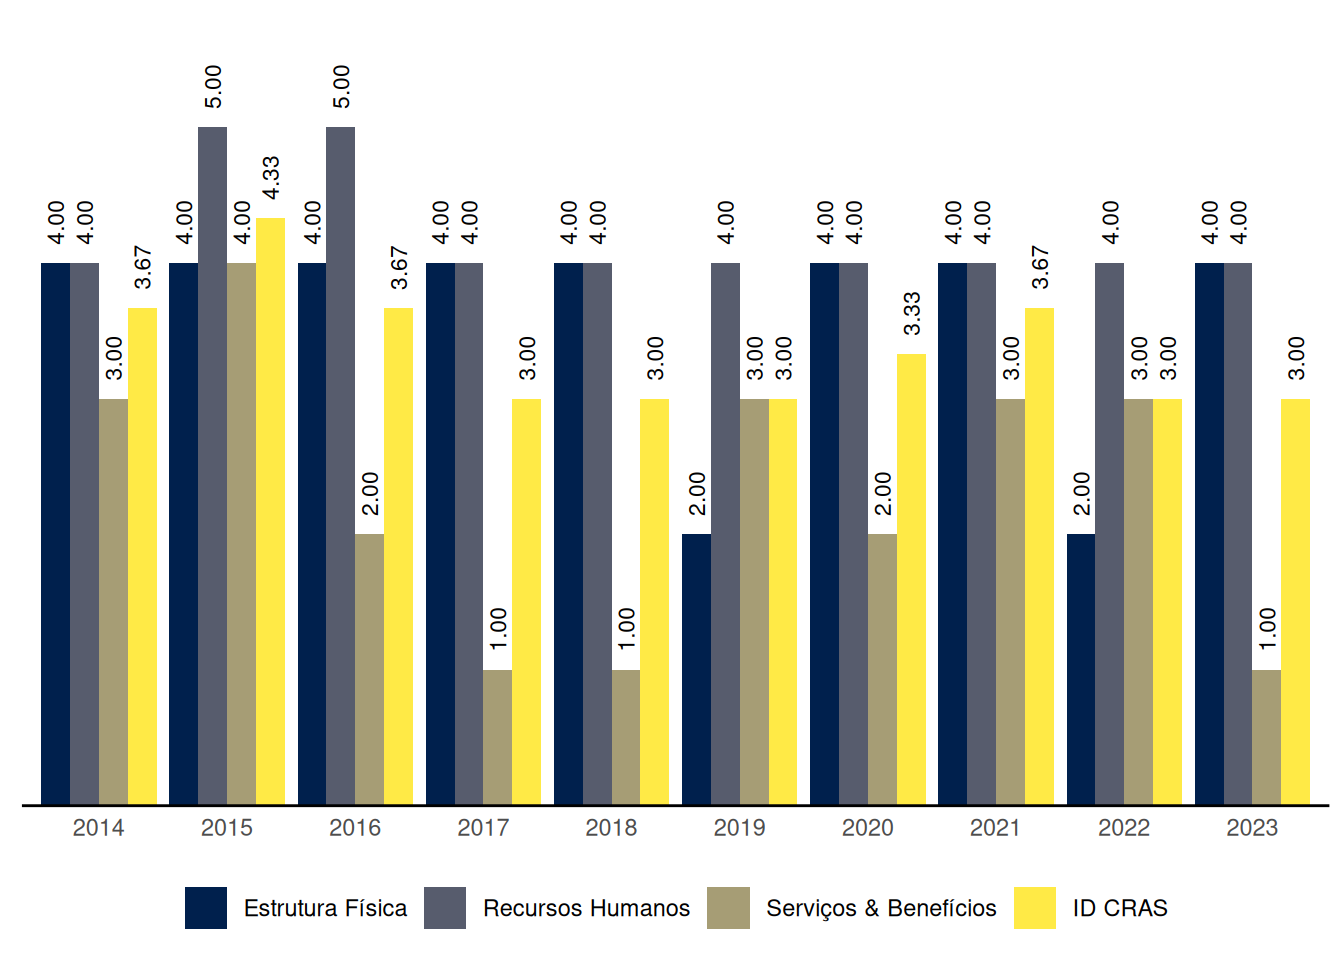 5.00 5.00
4.33
4.00 4.00 4.00 4.00 4.00 4.00 4.00 4.00 4.00 4.00 4.00 4.00 4.00 4.00 4.00 4.00 4.00
3.67 3.67 3.67
3.33
3.00 3.00 3.00 3.00 3.00 3.00 3.00 3.00 3.00
2.00 2.00 2.00 2.00
1.00 1.00 1.00
2014 2015 2016 2017 2018 2019 2020 2021 2022 2023
Estrutura Física Recursos Humanos Serviços & Benefícios ID CRAS